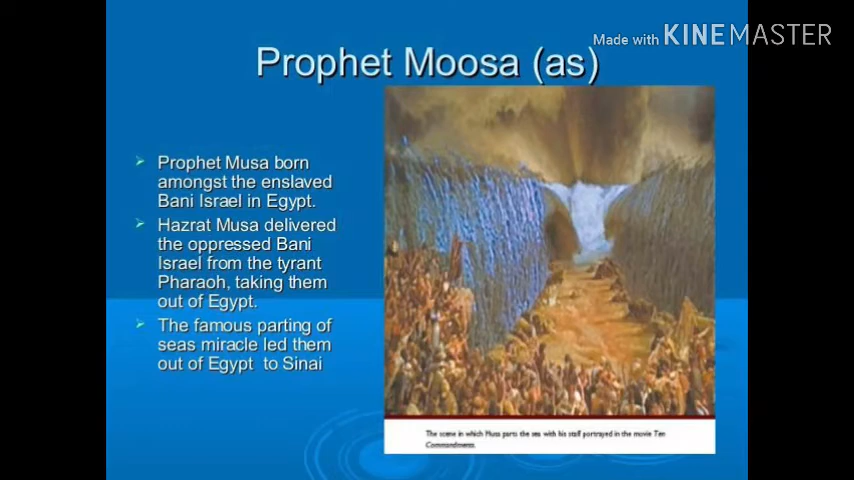 Made with KINEMASTER
Prophet Moosa (as)
Prophet Musa born
amongst the enslaved
Bani Israel in Egypt.
Hazrat Musa delivered
the oppressed Bani
Israel from the tyrant
Pharaoh, taking them
out of Egypt.
The famous parting of
seas miracle led them
out of Egypt to Sinai
The scene in which Musa parts the sea with his staff portrayed in the movie Ten
Commandments.